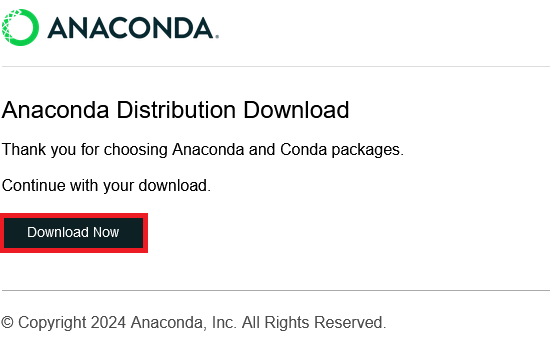 ANACONDA.
Anaconda Distribution Download
Thank you for choosing Anaconda and Conda packages.
Continue with your download.
Download Now
© Copyright 2024 Anaconda, Inc. All Rights Reserved.